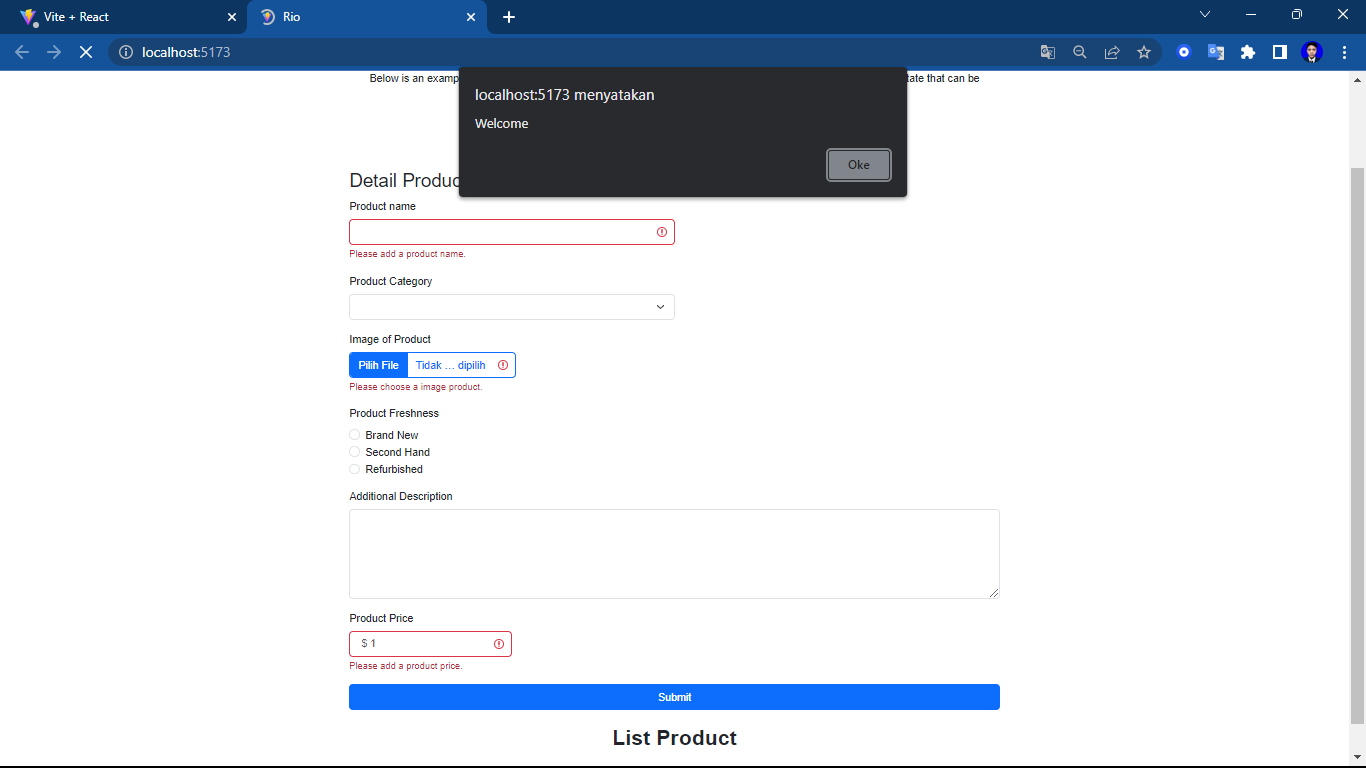 Vite + React
Rio
localhost:5173
Below is an examp
tate that can be
localhost:5173 menyatakan
Welcome
Oke
Detail Produc
Product name
Please add a product name.
Product Category
Image of Product
Pilih File
Tidak ... dipilih
Please choose a image product.
Product Freshness
Brand New
Second Hand
Refurbished
Additional Description
Product Price
$ 1
Please add a product price.
Submit
List Product